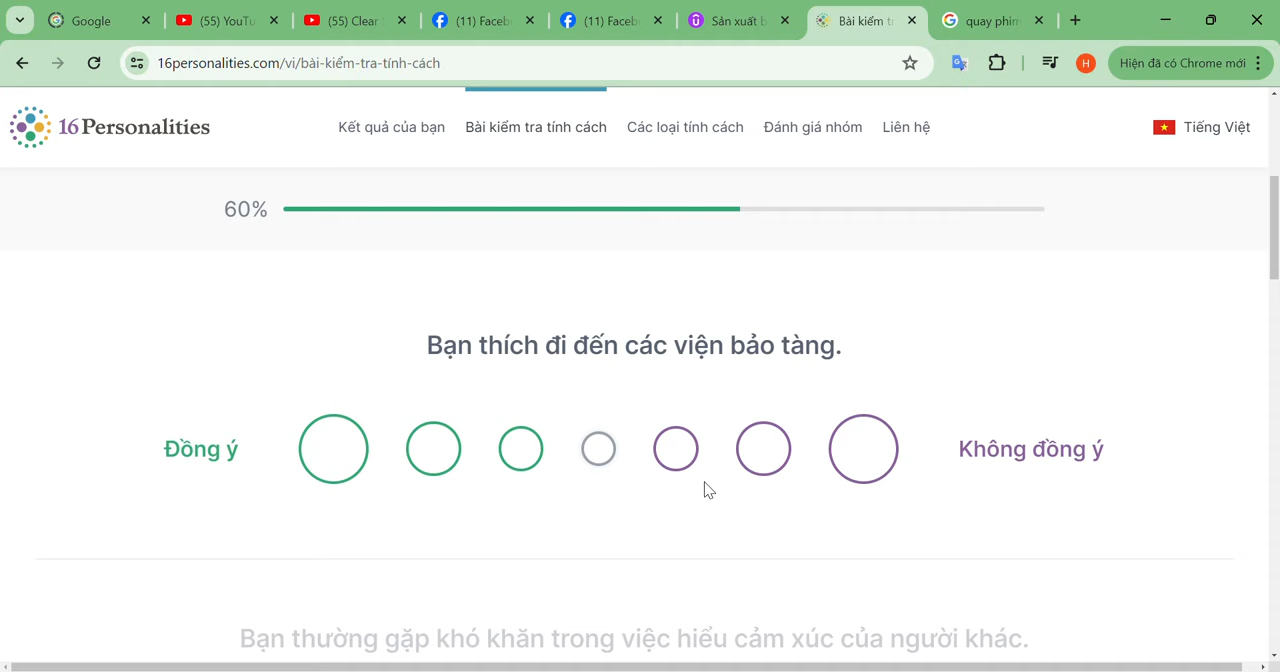 Google
(55) YouTu
(55) Clear
(11) Faceb
(11) Faceb
Sản xuất b
Bài kiểm tr
quay phim
16personalities.com/vi/bài-kiểm-tra-tính-cách
H
Hiện đã có Chrome mới
16Personalities
Kết quả của bạn
Bài kiểm tra tính cách
Các loại tính cách
Đánh giá nhóm
Liên hệ
Tiếng Việt
60%
Bạn thích đi đến các viện bảo tàng.
Đồng ý
Không đồng ý
Bạn thường gặp khó khăn trong việc hiểu cảm xúc của người khác.